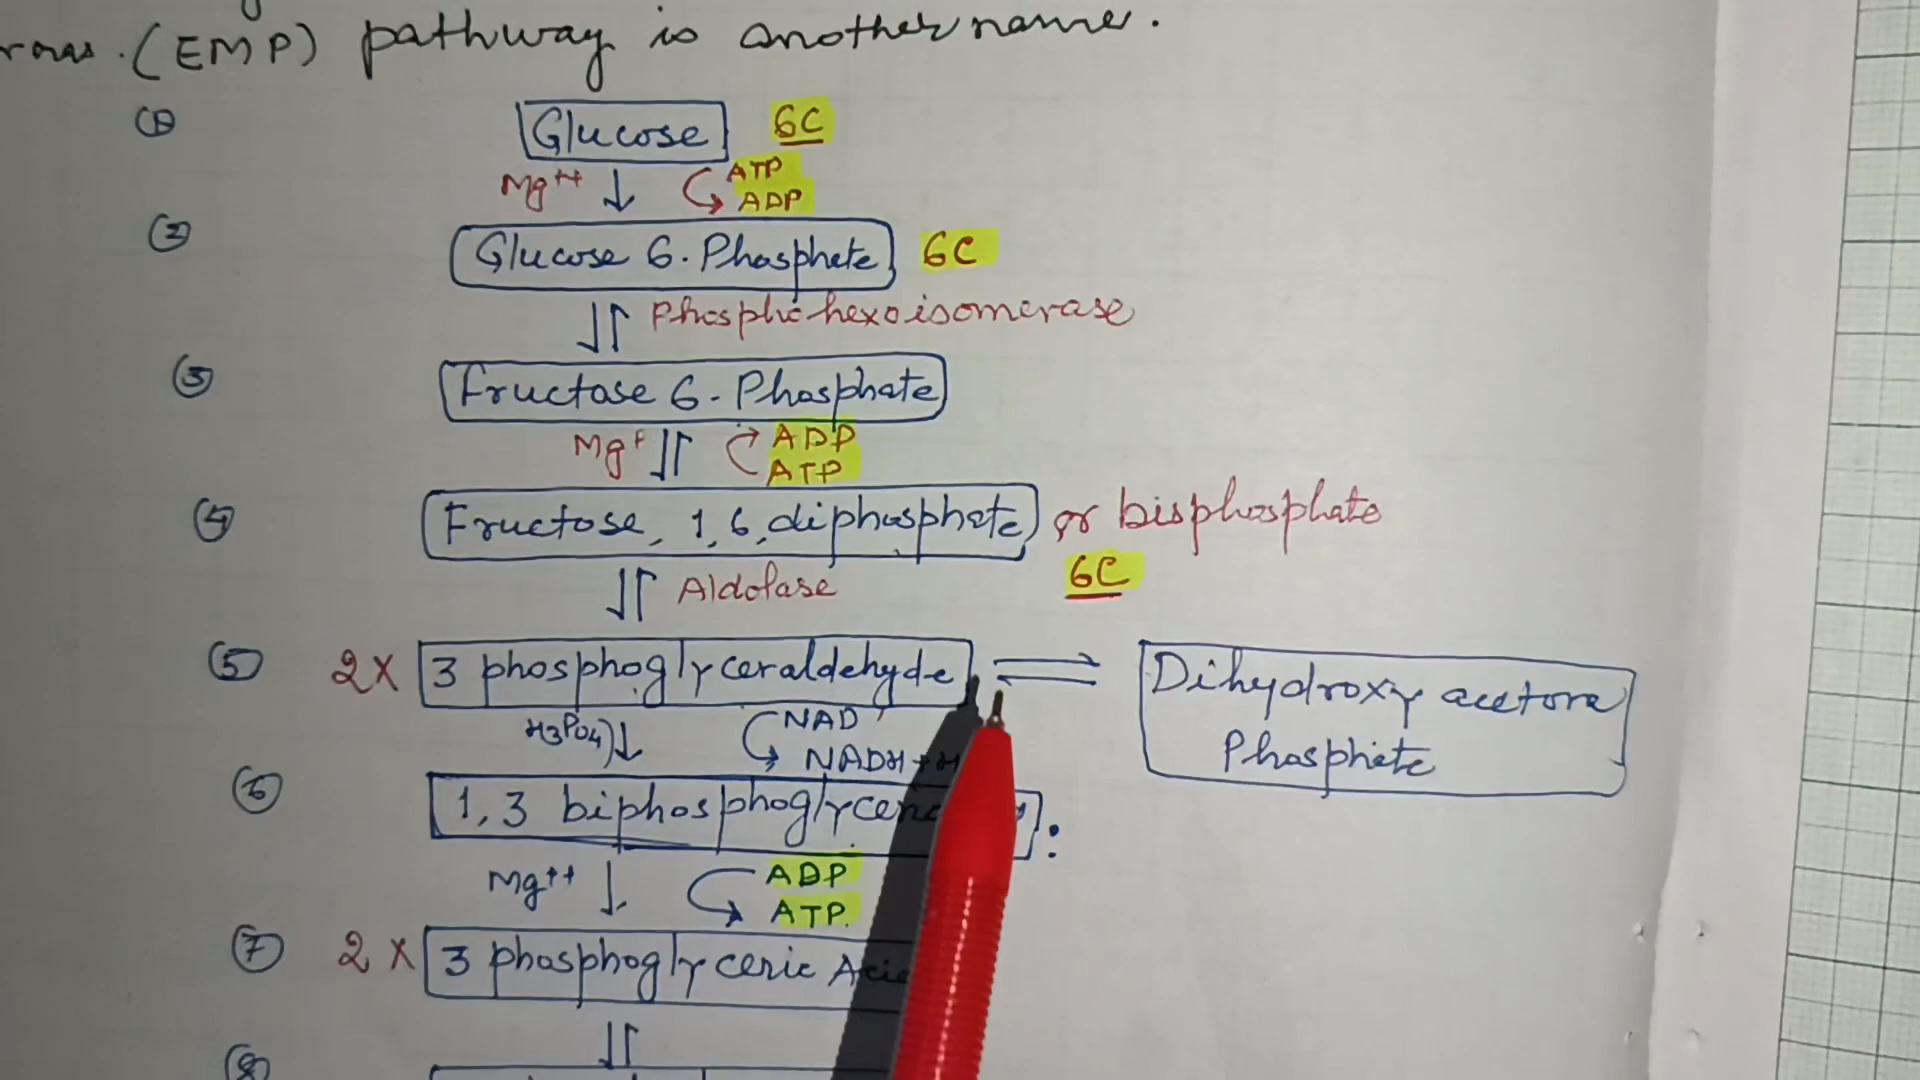 (EMP) pathway is another name.
① Glucose 6C
Mg++ ↓ ATP
ADP
② Glucose 6. Phosphate 6C
Phosphohexoisomerase
③ Fructose 6 - Phosphate
Mg+ ADP
ATP
④ Fructose, 1, 6, diphosphate or bisphosphate
6C
Aldolase
⑤ 2 X 3 phosphoglyceraldehyde ⇌ Dihydroxy acetone
Phosphate
H3PO4 ↓ NAD
NADH + H
⑥ 1, 3
Mg++ ↓ ADP
ATP.
⑦ 2 X 3 phosphoglyceric
⑧